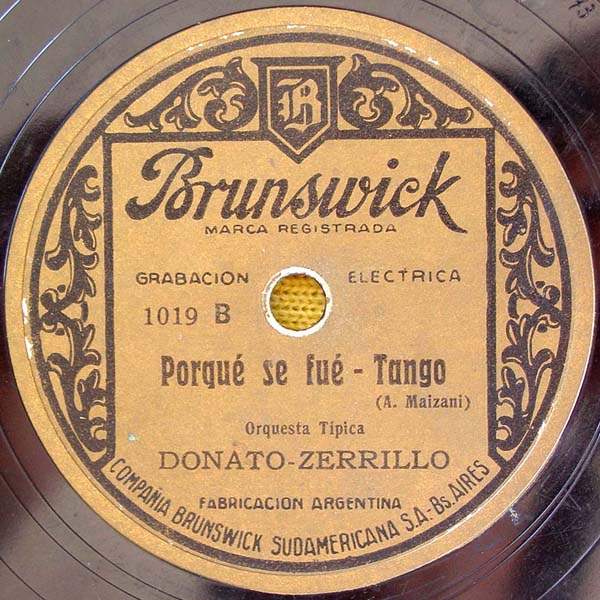 B
Brunswick
MARCA REGISTRADA
GRABACION ELECTRICA
1019 B
Porqué se fué - Tango
(A. Maizani)
Orquesta Típica
DONATO-ZERRILLO
FABRICACION ARGENTINA
COMPAÑIA BRUNSWICK SUDAMERICANA S.A.-Bs. AIRES